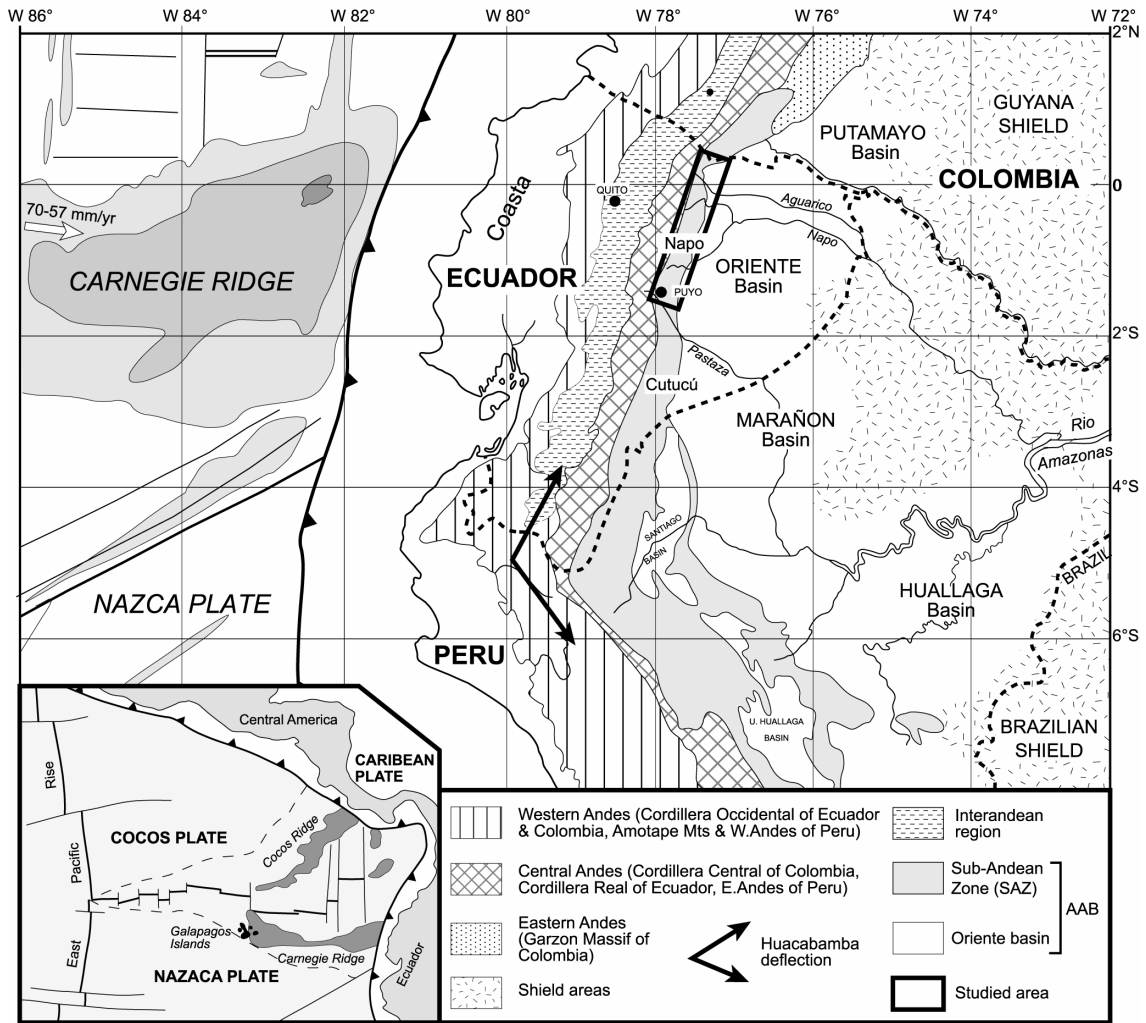 W 86° W 84° W 82° W 80 W 78° W 76° W 74° W 72°
2°N
GUYANA
SHIELD
PUTAMAYO
Basin
COLOMBIA
0
QUITO
Aguarico
70-57 mm/yr
Coasta
Napo
Napo
CARNEGIE RIDGE
ECUADOR
ORIENTE
Basin
PUYO
2°S
Pastaza
Cutucú
MARAÑON
Basin
Rio
Amazonas
4°S
SANTIAGO
BASIN
BRAZIL
NAZCA PLATE
HUALLAGA
Basin
PERU
6°S
U. HUALLAGA
BASIN
BRAZILIAN
SHIELD
Central America
CARIBEAN
PLATE
Rise
COCOS PLATE
Cocos Ridge
Pacific
Galapagos
Islands
East
Carnegie Ridge
NAZACA PLATE
Ecuador
Western Andes (Cordillera Occidental of Ecuador
& Colombia, Amotape Mts & W.Andes of Peru)
Interandean
region
Central Andes (Cordillera Central of Colombia,
Cordillera Real of Ecuador, E.Andes of Peru)
Sub-Andean
Zone (SAZ)
AAB
Eastern Andes
(Garzon Massif of
Colombia)
Huacabamba
deflection
Oriente basin
Shield areas
Studied area